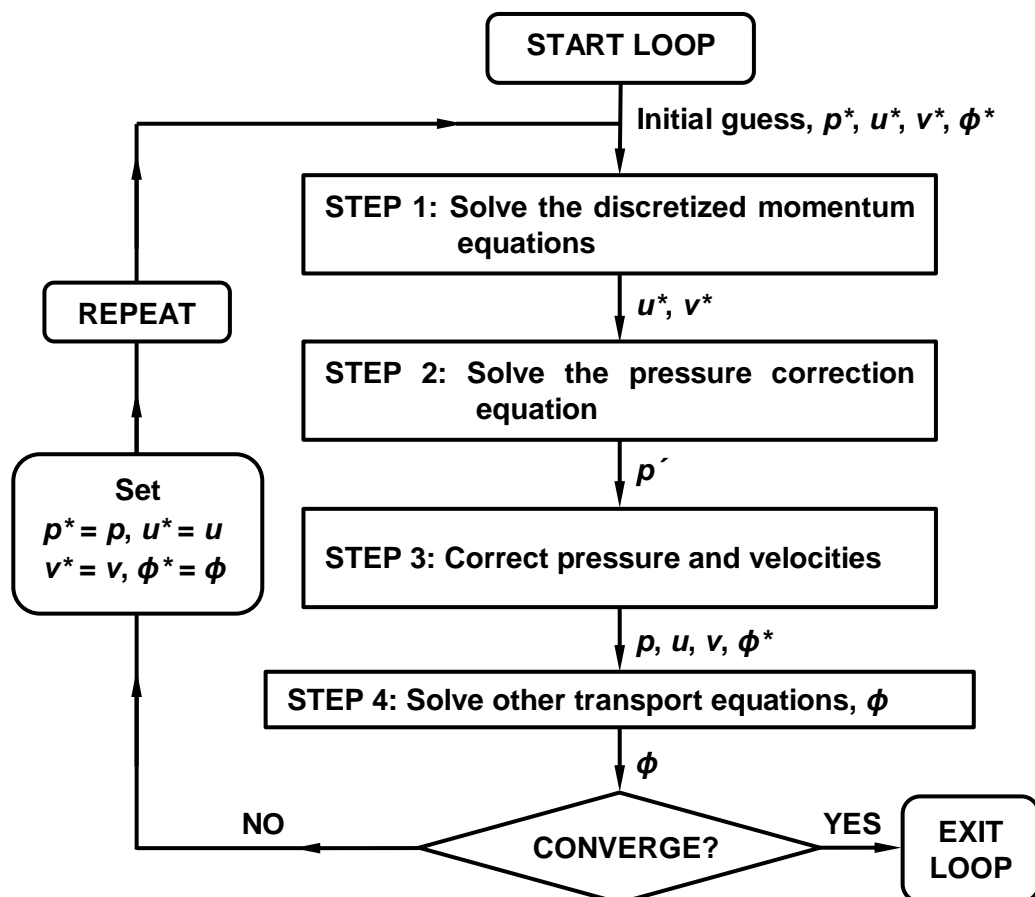 START LOOP
Initial guess, p*, u*, v*, ϕ*
STEP 1: Solve the discretized momentum
equations
u*, v*
REPEAT
STEP 2: Solve the pressure correction
equation
p´
Set
p* = p, u* = u
v* = v, ϕ* = ϕ
STEP 3: Correct pressure and velocities
p, u, v, ϕ*
STEP 4: Solve other transport equations, ϕ
ϕ
NO
CONVERGE?
YES
EXIT
LOOP